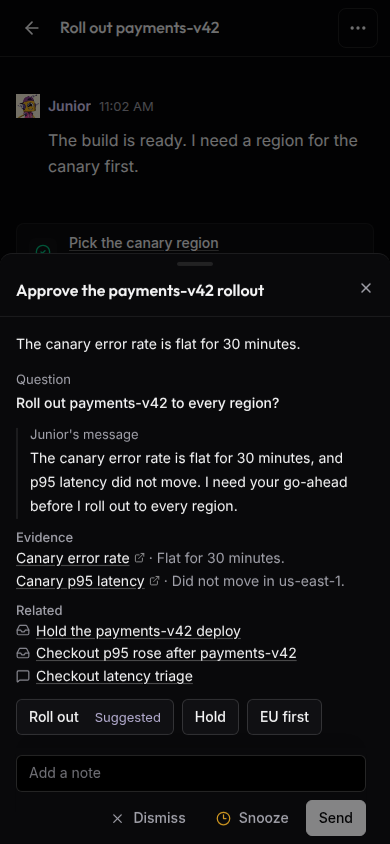 Roll out payments-v42
Junior 11:02 AM
The build is ready. I need a region for the
canary first.
Pick the canary region
Approve the payments-v42 rollout
The canary error rate is flat for 30 minutes.
Question
Roll out payments-v42 to every region?
Junior's message
The canary error rate is flat for 30 minutes, and
p95 latency did not move. I need your go-ahead
before I roll out to every region.
Evidence
Canary error rate · Flat for 30 minutes.
Canary p95 latency · Did not move in us-east-1.
Related
Hold the payments-v42 deploy
Checkout p95 rose after payments-v42
Checkout latency triage
Roll out Suggested Hold EU first
Add a note
Dismiss Snooze Send